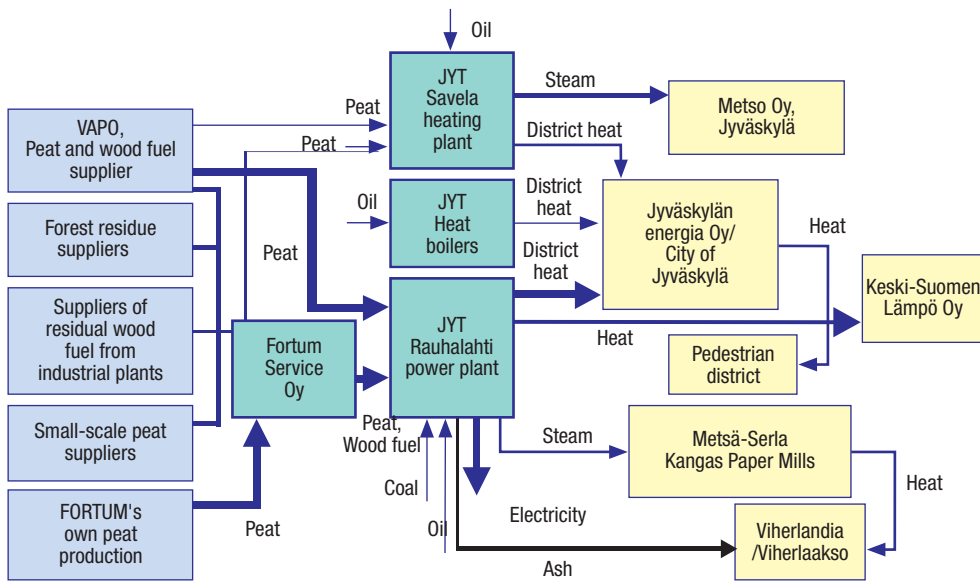 Oil
JYT
Savela
heating
plant
Steam
Metso Oy,
Jyväskylä
Peat
Peat
District heat
VAPO,
Peat and wood fuel
supplier
Forest residue
suppliers
Suppliers of
residual wood
fuel from
industrial plants
Small-scale peat
suppliers
FORTUM's
own peat
production
Oil
JYT
Heat
boilers
District
heat
Jyväskylän
energia Oy/
City of
Jyväskylä
Heat
Peat
District
heat
Keski-Suomen
Lämpö Oy
Fortum
Service
Oy
JYT
Rauhalahti
power plant
Heat
Pedestrian
district
Peat,
Wood fuel
Steam
Metsä-Serla
Kangas Paper Mills
Heat
Coal
Peat
Oil
Electricity
Viherlandia
/Viherlaakso
Ash